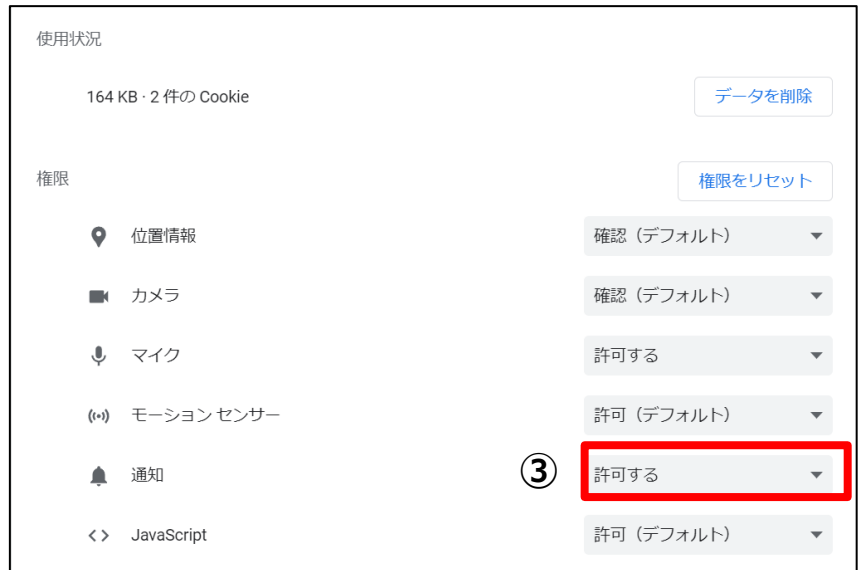 使用状況
164 KB · 2 件の Cookie
データを削除
権限
権限をリセット
位置情報
確認（デフォルト）
カメラ
確認（デフォルト）
マイク
許可する
モーション センサー
許可（デフォルト）
通知
③
許可する
JavaScript
許可（デフォルト）